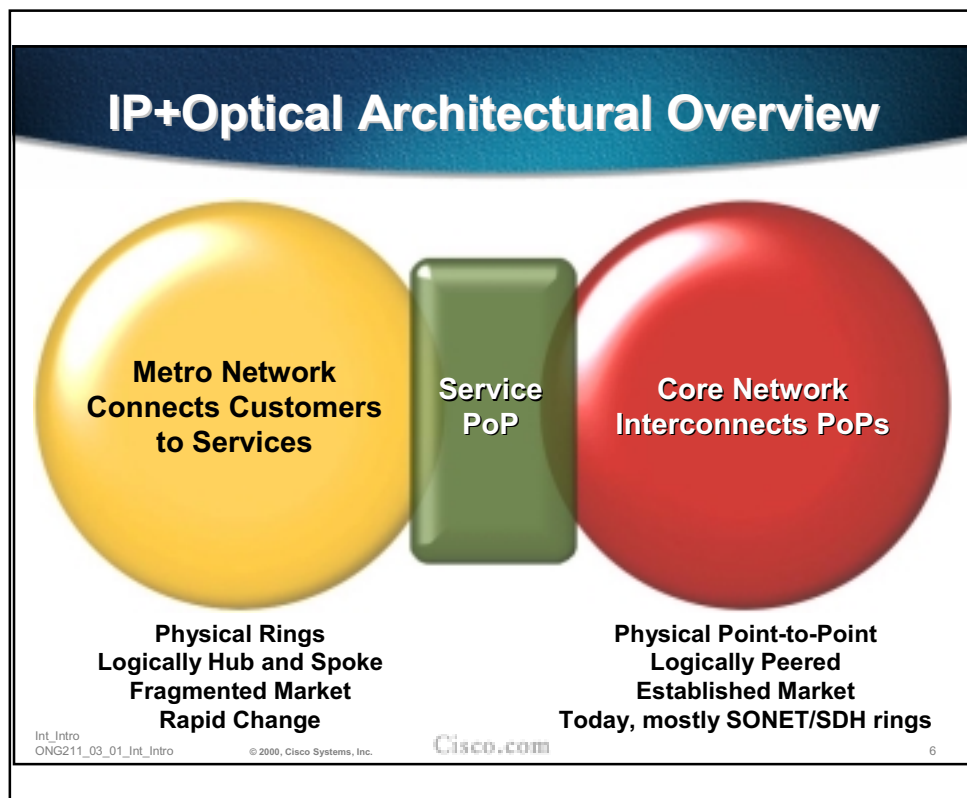 IP+Optical Architectural Overview
Metro Network
Connects Customers
to Services
Service
PoP
Core Network
Interconnects PoPs
Physical Rings
Logically Hub and Spoke
Fragmented Market
Rapid Change
Physical Point-to-Point
Logically Peered
Established Market
Today, mostly SONET/SDH rings
Int_Intro
ONG211_03_01_Int_Intro
© 2000, Cisco Systems, Inc.
Cisco.com
6